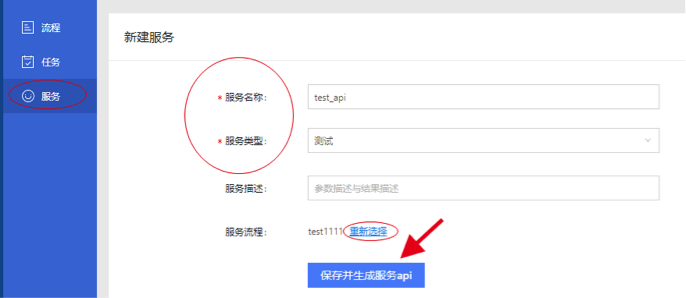 流程
任务
服务
新建服务
* 服务名称: test_api
* 服务类型: 测试
服务描述: 参数描述与结果描述
服务流程: test1111 重新选择
保存并生成服务api